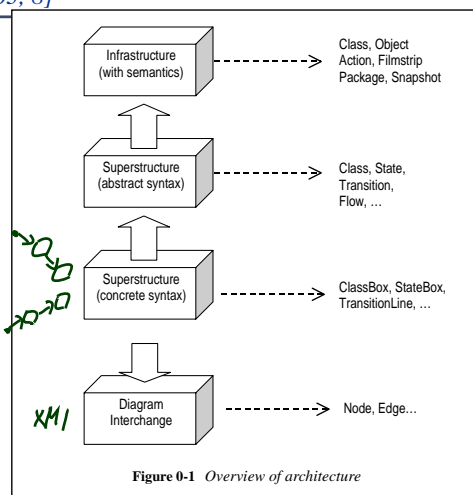 Infrastructure
(with semantics)
Class, Object
Action, Filmstrip
Package, Snapshot
Superstructure
(abstract syntax)
Class, State,
Transition,
Flow, …
Superstructure
(concrete syntax)
ClassBox, StateBox,
TransitionLine, …
XMI
Diagram
Interchange
Node, Edge…
Figure 0-1 Overview of architecture